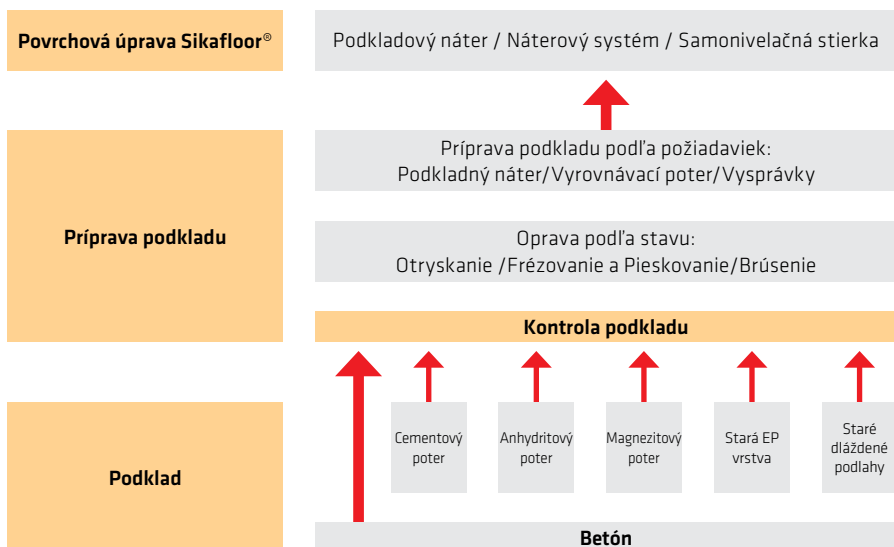 Povrchová úprava Sikafloor®
Podkladový náter / Náterový systém / Samonivelačná stierka
Príprava podkladu podľa požiadaviek:
Podkladný náter/Vyrovnávací poter/Vysprávky
Príprava podkladu
Oprava podľa stavu:
Otryskanie /Frézovanie a Pieskovanie/Brúsenie
Kontrola podkladu
Cementový
poter
Anhydritový
poter
Magnezitový
poter
Stará EP
vrstva
Staré
dláždené
podlahy
Podklad
Betón